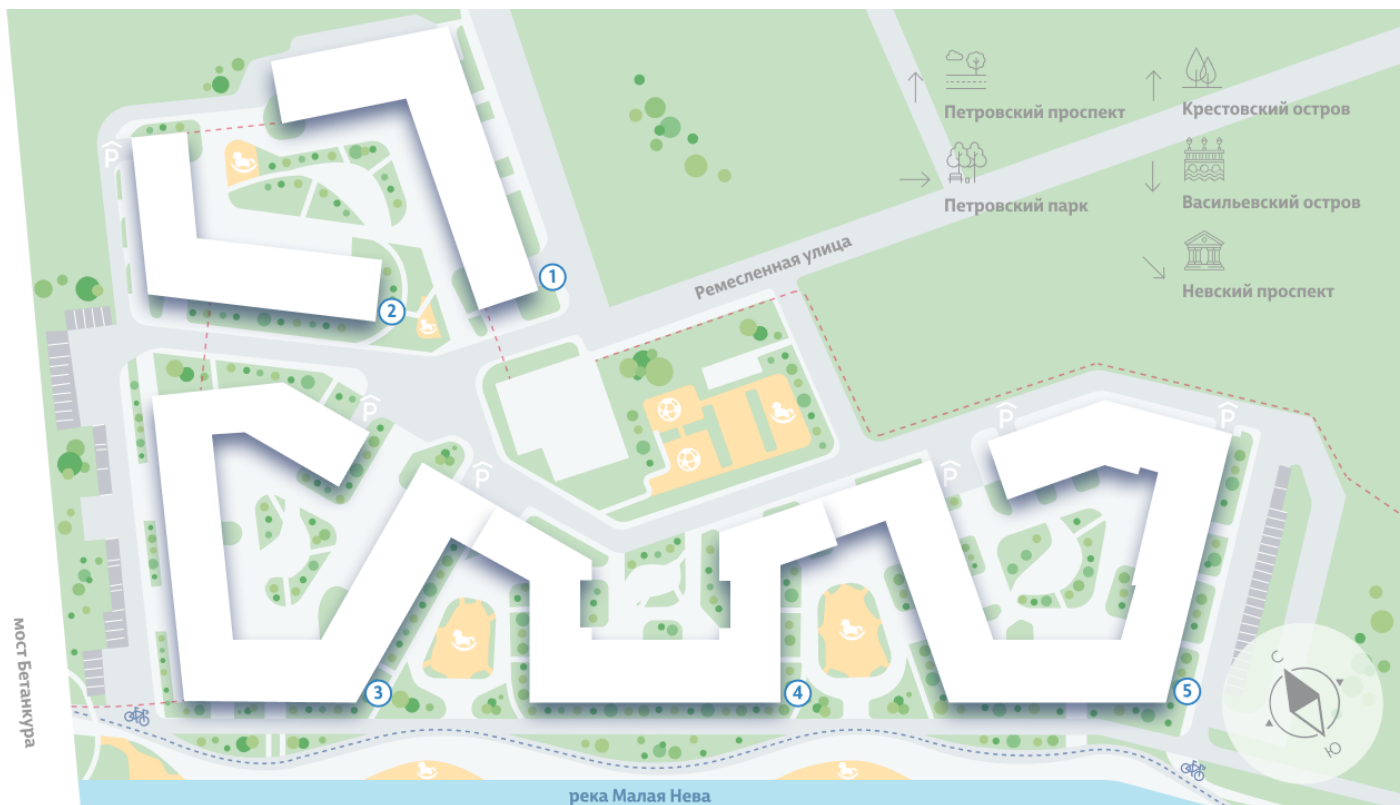 Петровский проспект
Крестовский остров
Р
Петровский парк
Васильевский остров
Ремесленная улица
Невский проспект
1
2
Р
Р
Р
Р
Р
мост Бетанкура
3
4
5
С
Ю
река Малая Нева